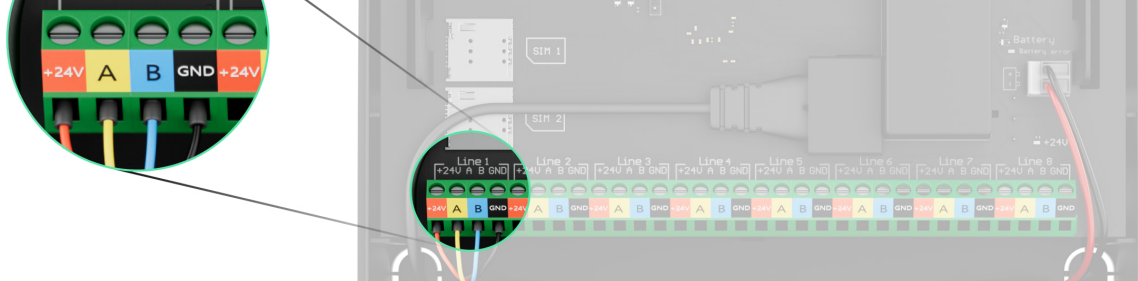 +24V A B GND +24V
SIM 1
SIM 2
Battery
+24V
Line 1 Line 2 Line 3 Line 4 Line 5 Line 6 Line 7 Line 8
+24V A B GND +24V A B GND +24V A B GND +24V A B GND +24V A B GND +24V A B GND +24V A B GND +24V A B GND
+24V A B GND +24V A B GND +24V A B GND +24V A B GND +24V A B GND +24V A B GND +24V A B GND +24V A B GND